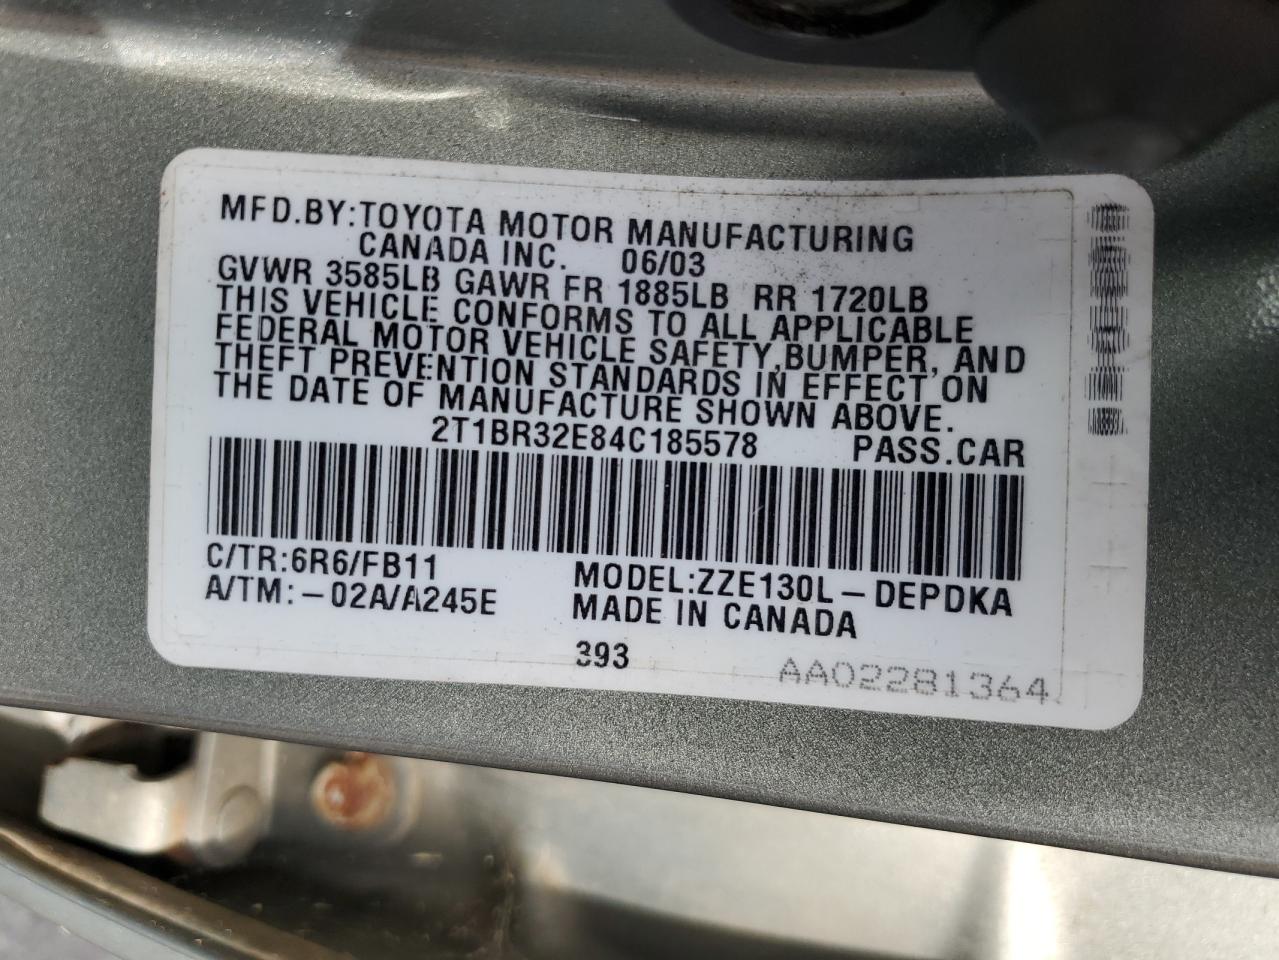 MFD.BY:TOYOTA MOTOR MANUFACTURING
CANADA INC. 06/03
GVWR 3585LB GAWR FR 1885LB RR 1720LB
THIS VEHICLE CONFORMS TO ALL APPLICABLE
FEDERAL MOTOR VEHICLE SAFETY,BUMPER, AND
THEFT PREVENTION STANDARDS IN EFFECT ON
THE DATE OF MANUFACTURE SHOWN ABOVE.
2T1BR32E84C185578 PASS.CAR
C/TR:6R6/FB11
A/TM:-02A/A245E
MODEL:ZZE130L-DEPDKA
MADE IN CANADA
393
AA02281364